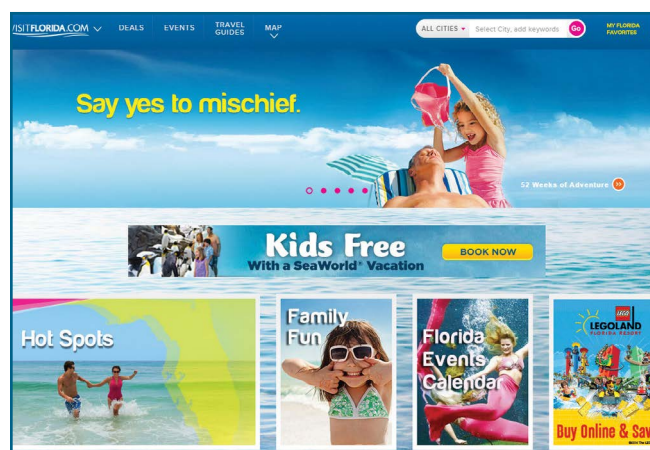 VISITFLORIDA.COM
DEALS
EVENTS
TRAVEL
GUIDES
MAP
ALL CITIES
Select City, add keywords
Go
MY FLORIDA
FAVORITES
Say yes to mischief.
52 Weeks of Adventure
Kids Free
With a SeaWorld® Vacation
BOOK NOW
Hot Spots
Family
Fun
Florida
Events
Calendar
LEGO
LEGOLAND
FLORIDA RESORT
Buy Online & Sav